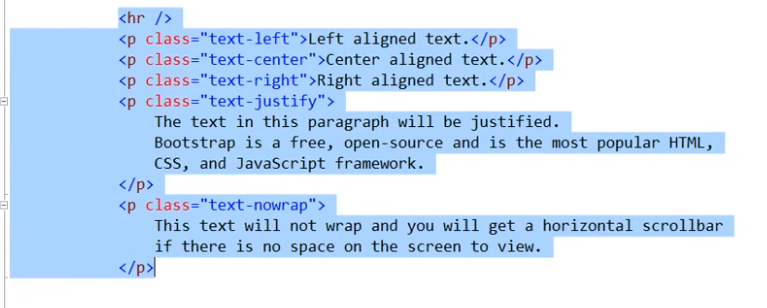 <hr />
<p class="text-left">Left aligned text.</p>
<p class="text-center">Center aligned text.</p>
<p class="text-right">Right aligned text.</p>
<p class="text-justify">
The text in this paragraph will be justified.
Bootstrap is a free, open-source and is the most popular HTML,
CSS, and JavaScript framework.
</p>
<p class="text-nowrap">
This text will not wrap and you will get a horizontal scrollbar
if there is no space on the screen to view.
</p>